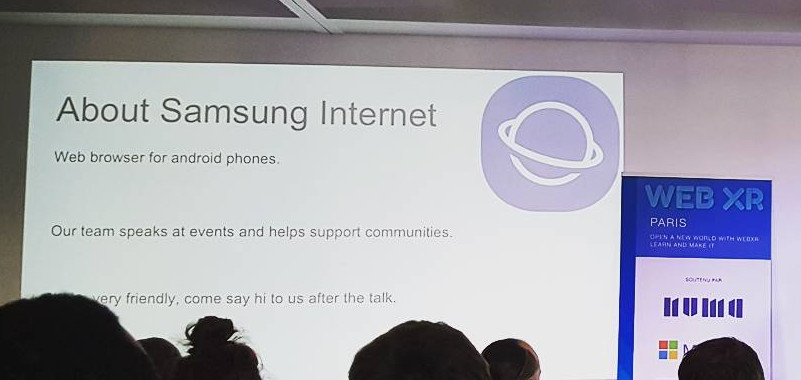 About Samsung Internet
Web browser for android phones.
Our team speaks at events and helps support communities.
very friendly, come say hi to us after the talk.
WEB XR
PARIS
OPEN A NEW WORLD WITH WEBXR
LEARN AND MAKE IT
SOUTENU PAR
numa